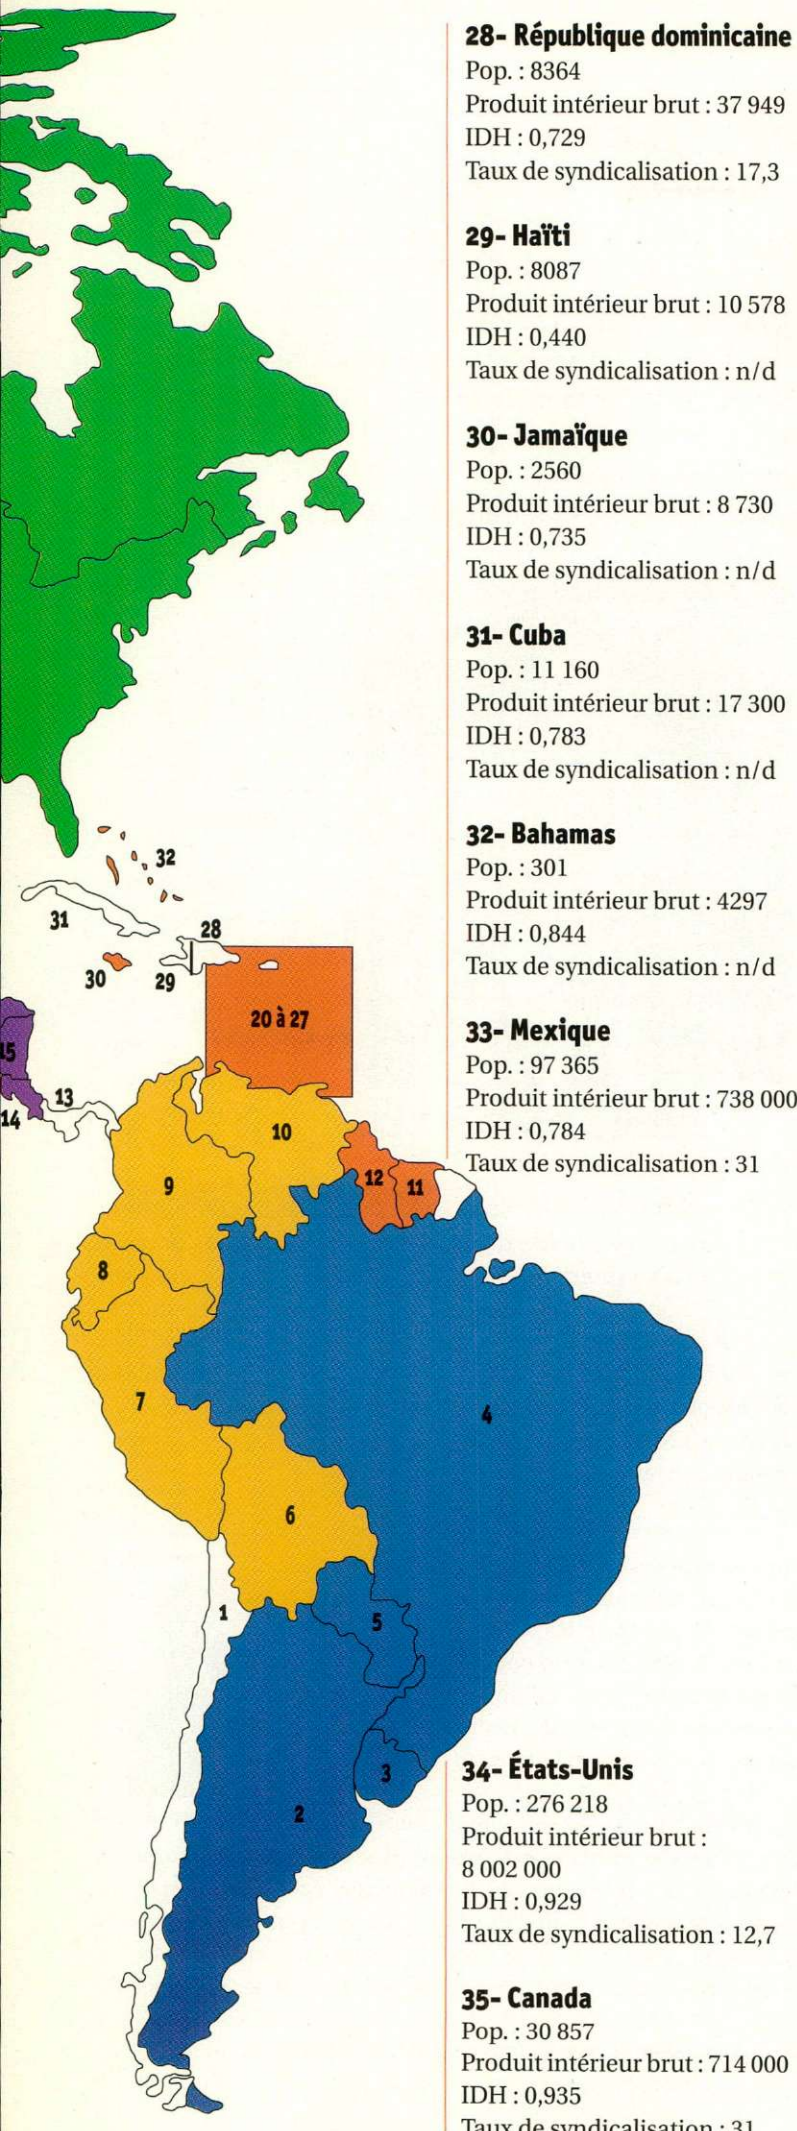 28- République dominicaine
Pop. : 8364
Produit intérieur brut : 37 949
IDH : 0,729
Taux de syndicalisation : 17,3
29- Haïti
Pop. : 8087
Produit intérieur brut : 10 578
IDH : 0,440
Taux de syndicalisation : n/d
30- Jamaïque
Pop. : 2560
Produit intérieur brut : 8 730
IDH : 0,735
Taux de syndicalisation : n/d
31- Cuba
Pop. : 11 160
Produit intérieur brut : 17 300
IDH : 0,783
Taux de syndicalisation : n/d
32- Bahamas
Pop. : 301
Produit intérieur brut : 4297
IDH : 0,844
Taux de syndicalisation : n/d
33- Mexique
Pop. : 97 365
Produit intérieur brut : 738 000
IDH : 0,784
Taux de syndicalisation : 31
34- États-Unis
Pop. : 276 218
Produit intérieur brut :
8 002 000
IDH : 0,929
Taux de syndicalisation : 12,7
35- Canada
Pop. : 30 857
Produit intérieur brut : 714 000
IDH : 0,935
Taux de syndicalisation : 31
32
31
28
30
29
20 à 27
15
13
14
10
12
11
9
8
7
4
6
1
5
3
2